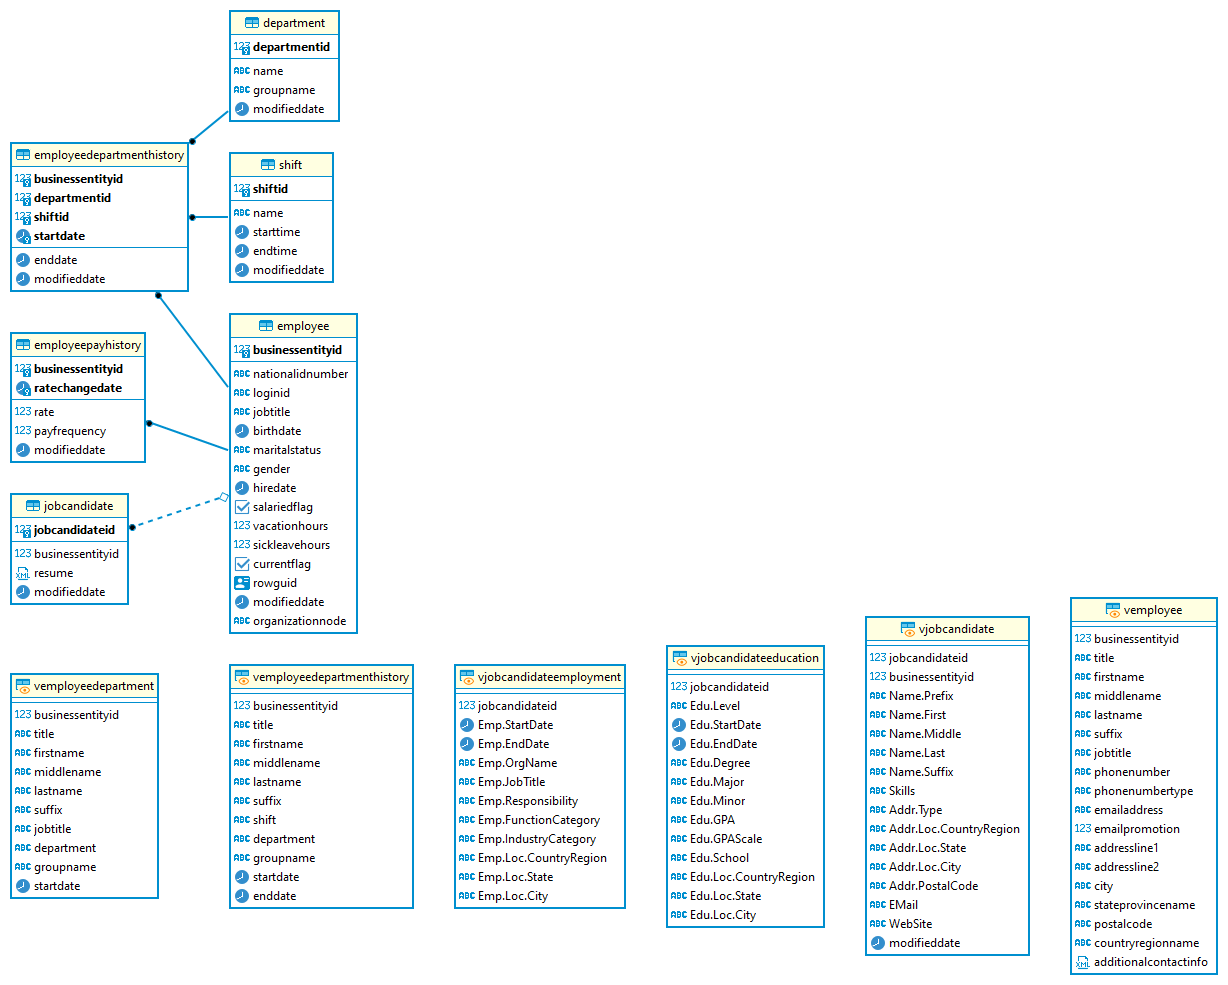 department
123 departmentid
ABC name
ABC groupname
modifieddate
employeedepartmenthistory
123 businessentityid
123 departmentid
123 shiftid
startdate
enddate
modifieddate
shift
123 shiftid
ABC name
starttime
endtime
modifieddate
employeepayhistory
123 businessentityid
ratechangedate
123 rate
123 payfrequency
modifieddate
employee
123 businessentityid
ABC nationalidnumber
ABC loginid
ABC jobtitle
birthdate
ABC maritalstatus
ABC gender
hiredate
salariedflag
123 vacationhours
123 sickleavehours
currentflag
rowguid
modifieddate
ABC organizationnode
jobcandidate
123 jobcandidateid
123 businessentityid
XML resume
modifieddate
vemployeedepartment
123 businessentityid
ABC title
ABC firstname
ABC middlename
ABC lastname
ABC suffix
ABC jobtitle
ABC department
ABC groupname
startdate
vemployeedepartmenthistory
123 businessentityid
ABC title
ABC firstname
ABC middlename
ABC lastname
ABC suffix
ABC shift
ABC department
ABC groupname
startdate
enddate
vjobcandidateemployment
123 jobcandidateid
Emp.StartDate
Emp.EndDate
ABC Emp.OrgName
ABC Emp.JobTitle
ABC Emp.Responsibility
ABC Emp.FunctionCategory
ABC Emp.IndustryCategory
ABC Emp.Loc.CountryRegion
ABC Emp.Loc.State
ABC Emp.Loc.City
vjobcandidateeducation
123 jobcandidateid
ABC Edu.Level
Edu.StartDate
Edu.EndDate
ABC Edu.Degree
ABC Edu.Major
ABC Edu.Minor
ABC Edu.GPA
ABC Edu.GPAScale
ABC Edu.School
ABC Edu.Loc.CountryRegion
ABC Edu.Loc.State
ABC Edu.Loc.City
vjobcandidate
123 jobcandidateid
123 businessentityid
ABC Name.Prefix
ABC Name.First
ABC Name.Middle
ABC Name.Last
ABC Name.Suffix
ABC Skills
ABC Addr.Type
ABC Addr.Loc.CountryRegion
ABC Addr.Loc.State
ABC Addr.Loc.City
ABC Addr.PostalCode
ABC EMail
ABC WebSite
modifieddate
vemployee
123 businessentityid
ABC title
ABC firstname
ABC middlename
ABC lastname
ABC suffix
ABC jobtitle
ABC phonenumber
ABC phonenumbertype
ABC emailaddress
123 emailpromotion
ABC addressline1
ABC addressline2
ABC city
ABC stateprovincename
ABC postalcode
ABC countryregionname
XML additionalcontactinfo